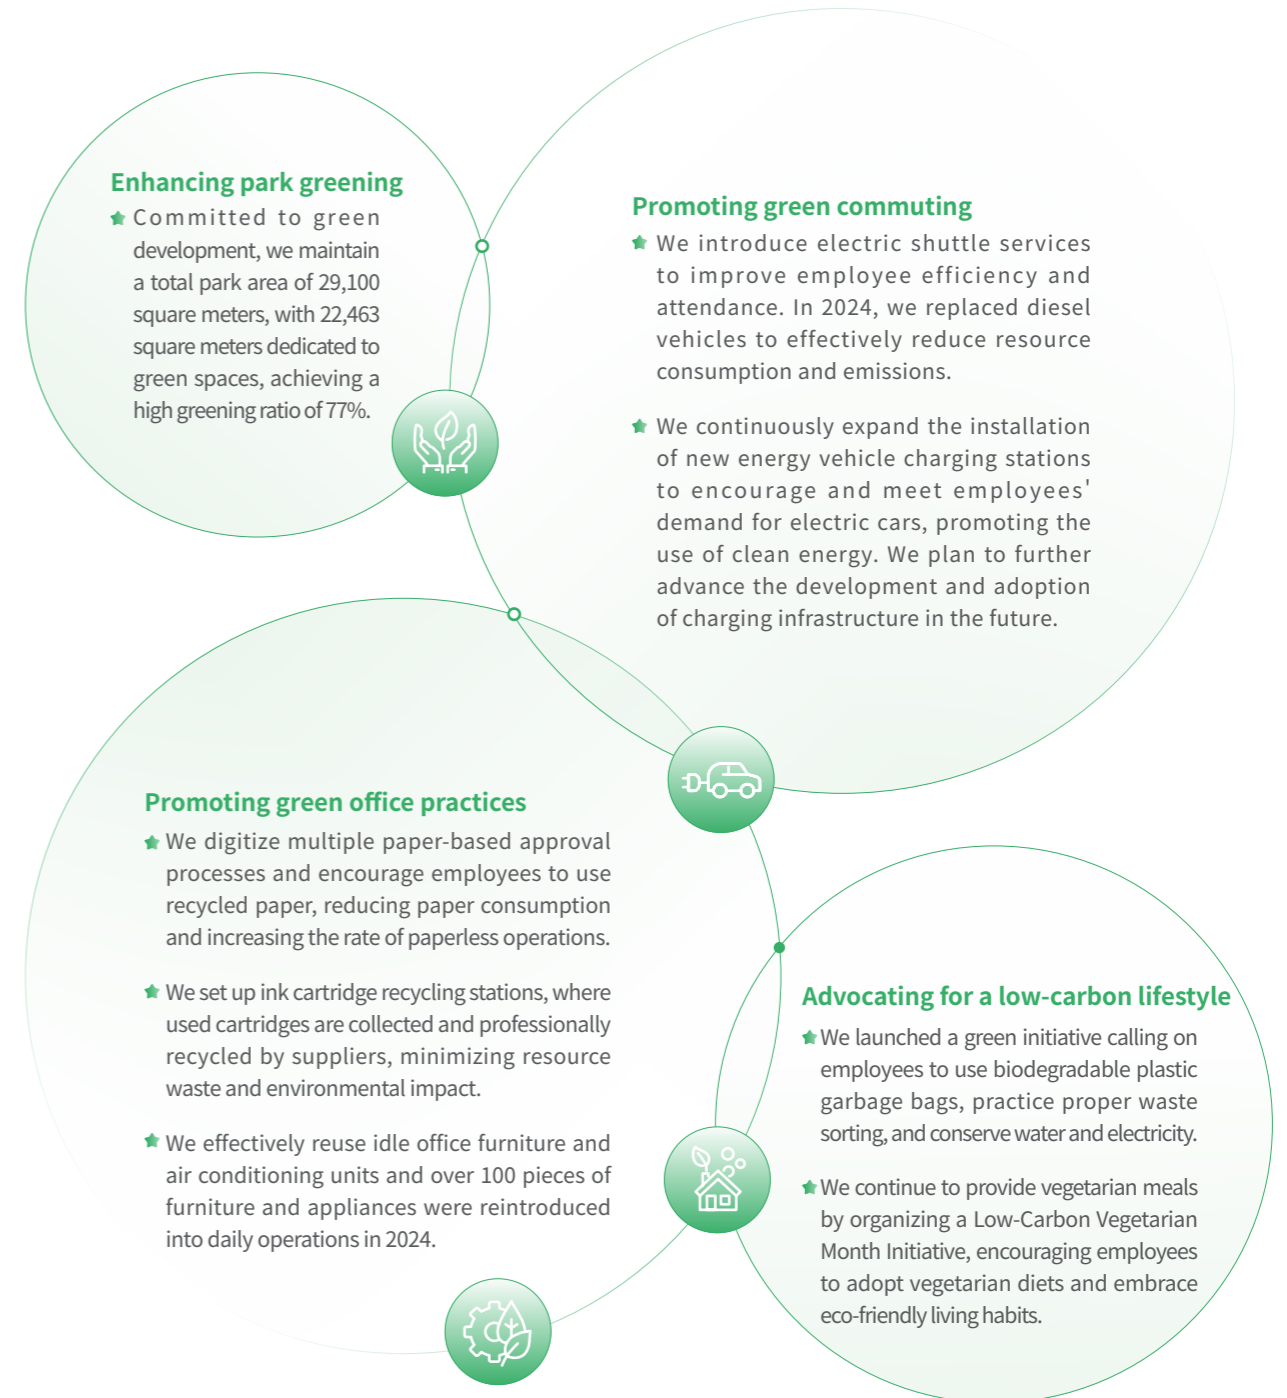 Enhancing park greening
Committed to green
development, we maintain
a total park area of 29,100
square meters, with 22,463
square meters dedicated to
green spaces, achieving a
high greening ratio of 77%.
Promoting green commuting
We introduce electric shuttle services
to improve employee efficiency and
attendance. In 2024, we replaced diesel
vehicles to effectively reduce resource
consumption and emissions.
We continuously expand the installation
of new energy vehicle charging stations
to encourage and meet employees'
demand for electric cars, promoting the
use of clean energy. We plan to further
advance the development and adoption
of charging infrastructure in the future.
Promoting green office practices
We digitize multiple paper-based approval
processes and encourage employees to use
recycled paper, reducing paper consumption
and increasing the rate of paperless operations.
We set up ink cartridge recycling stations, where
used cartridges are collected and professionally
recycled by suppliers, minimizing resource
waste and environmental impact.
We effectively reuse idle office furniture and
air conditioning units and over 100 pieces of
furniture and appliances were reintroduced
into daily operations in 2024.
Advocating for a low-carbon lifestyle
We launched a green initiative calling on
employees to use biodegradable plastic
garbage bags, practice proper waste
sorting, and conserve water and electricity.
We continue to provide vegetarian meals
by organizing a Low-Carbon Vegetarian
Month Initiative, encouraging employees
to adopt vegetarian diets and embrace
eco-friendly living habits.